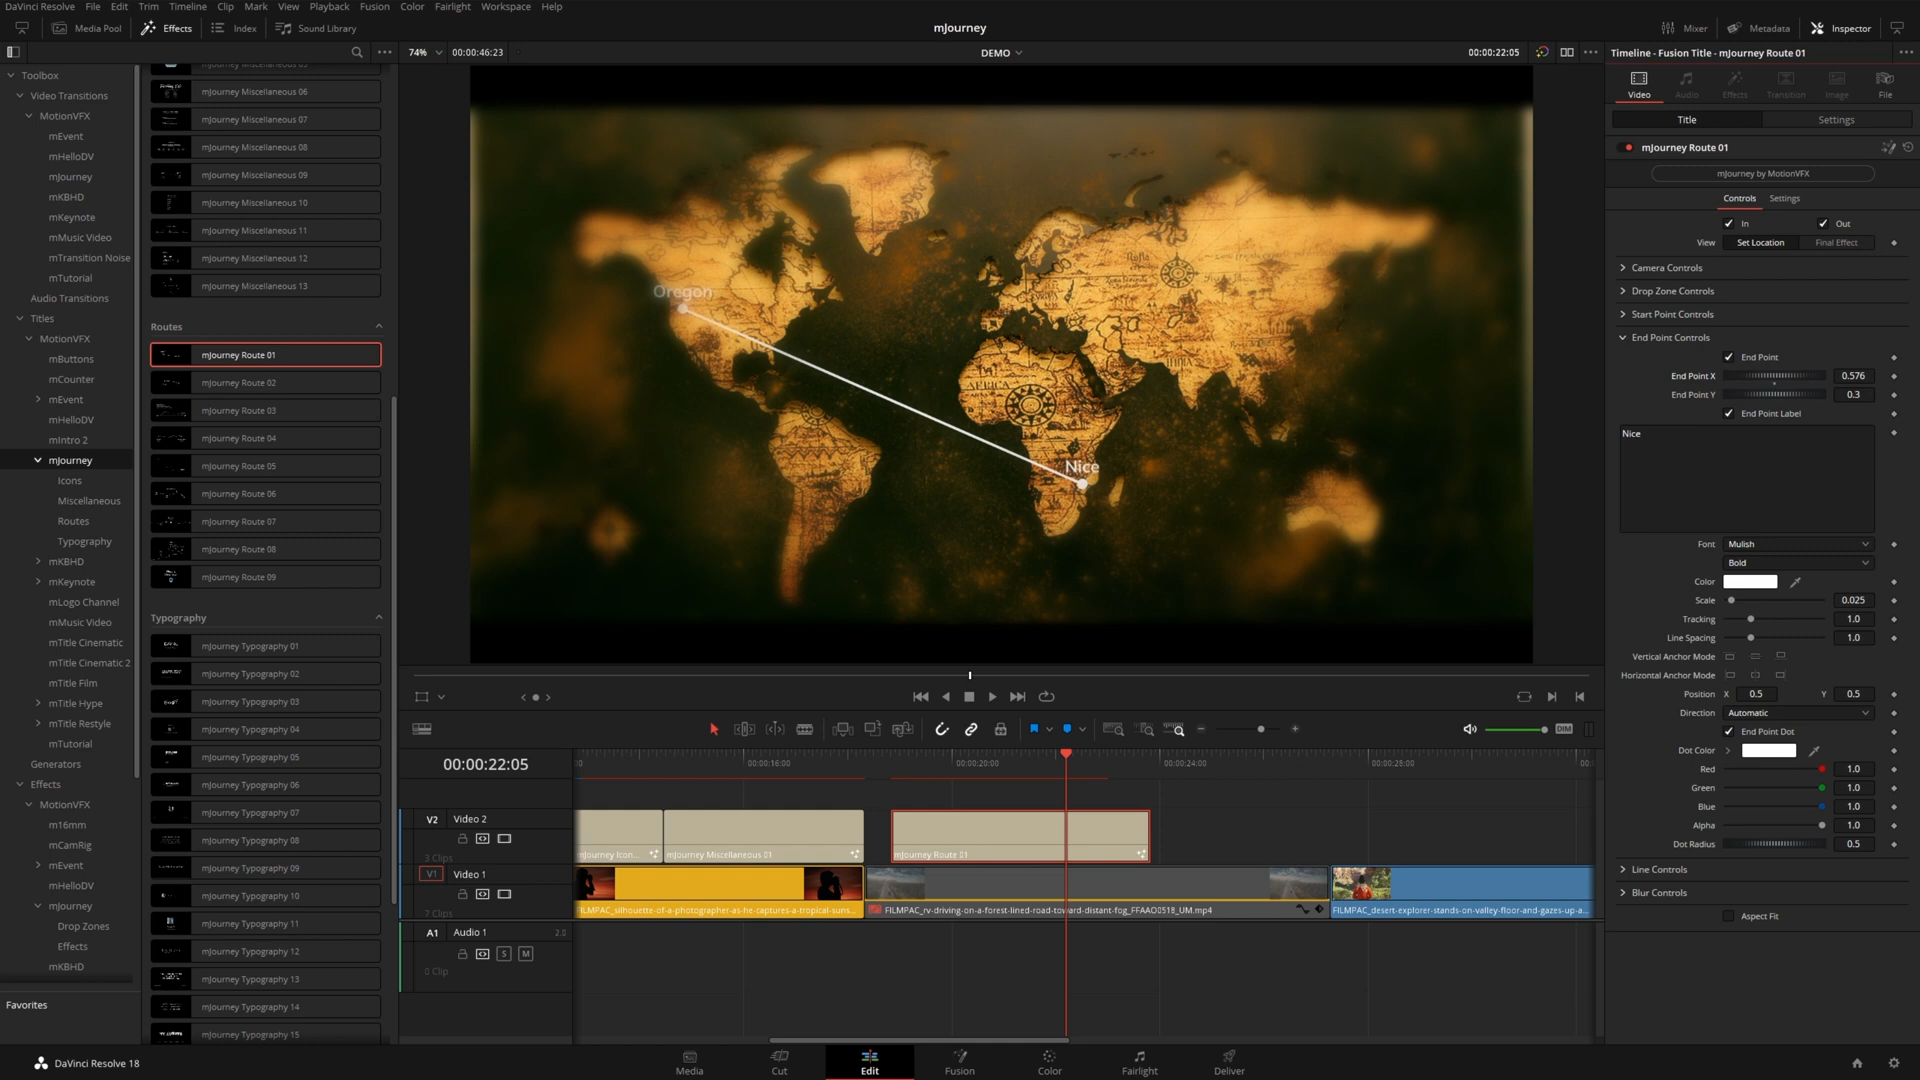 DaVinci Resolve File Edit Trim Timeline Clip Mark View Playback Fusion Color Fairlight Workspace Help
Media Pool Effects Index Sound Library
mJourney
Mixer Metadata Inspector
74% 00:00:46:23
DEMO
00:00:22:05
Timeline - Fusion Title - mJourney Route 01
Toolbox
Video Transitions
MotionVFX
mEvent
mHelloDV
mJourney
mKBHD
mKeynote
mMusic Video
mTransition Noise
mTutorial
Audio Transitions
Titles
MotionVFX
mButtons
mCounter
mEvent
mHelloDV
mIntro 2
mJourney
Icons
Miscellaneous
Routes
Typography
mKBHD
mKeynote
mLogo Channel
mMusic Video
mTitle Cinematic
mTitle Cinematic 2
mTitle Film
mTitle Hype
mTitle Restyle
mTutorial
Generators
Effects
MotionVFX
m16mm
mCamRig
mEvent
mHelloDV
mJourney
Drop Zones
Effects
mKBHD
Favorites
mJourney Miscellaneous 05
mJourney Miscellaneous 06
mJourney Miscellaneous 07
mJourney Miscellaneous 08
mJourney Miscellaneous 09
mJourney Miscellaneous 10
mJourney Miscellaneous 11
mJourney Miscellaneous 12
mJourney Miscellaneous 13
Routes
mJourney Route 01
mJourney Route 02
mJourney Route 03
mJourney Route 04
mJourney Route 05
mJourney Route 06
mJourney Route 07
mJourney Route 08
mJourney Route 09
Typography
mJourney Typography 01
mJourney Typography 02
mJourney Typography 03
mJourney Typography 04
mJourney Typography 05
mJourney Typography 06
mJourney Typography 07
mJourney Typography 08
mJourney Typography 09
mJourney Typography 10
mJourney Typography 11
mJourney Typography 12
mJourney Typography 13
mJourney Typography 14
mJourney Typography 15
Oregon
AFRICA
INDIA
Nice
00:00:22:05
00:00:16:00
00:00:20:00
00:00:24:00
00:00:28:00
DIM
V2 Video 2
3 Clips
mJourney Icon...
mJourney Miscellaneous 01
mJourney Route 01
V1 Video 1
7 Clips
FILMPAC_silhouette-of-a-photographer-as-he-captures-a-tropical-suns...
FILMPAC_rv-driving-on-a-forest-lined-road-toward-distant-fog_FFAAO0518_UM.mp4
FILMPAC_desert-explorer-stands-on-valley-floor-and-gazes-up-a...
A1 Audio 1 2.0
S M
0 Clip
Video Audio Effects Transition Image File
Title Settings
mJourney Route 01
mJourney by MotionVFX
Controls Settings
In Out
View Set Location Final Effect
Camera Controls
Drop Zone Controls
Start Point Controls
End Point Controls
End Point
End Point X 0.576
End Point Y 0.3
End Point Label
Nice
Font Mulish
Bold
Color
Scale 0.025
Tracking 1.0
Line Spacing 1.0
Vertical Anchor Mode
Horizontal Anchor Mode
Position X 0.5 Y 0.5
Direction Automatic
End Point Dot
Dot Color
Red 1.0
Green 1.0
Blue 1.0
Alpha 1.0
Dot Radius 0.5
Line Controls
Blur Controls
Aspect Fit
DaVinci Resolve 18
Media Cut Edit Fusion Color Fairlight Deliver